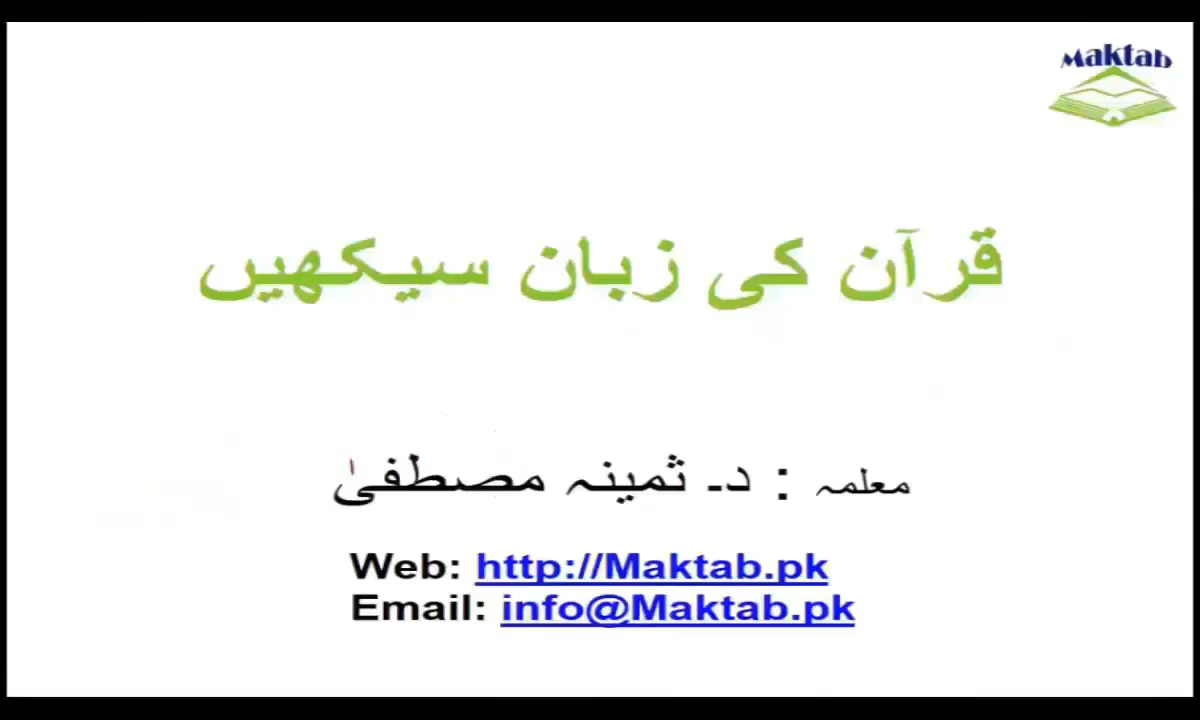 Maktab
قرآن کی زبان سیکھیں
معلمہ : د۔ ثمینہ مصطفیٰ
Web: http://Maktab.pk
Email: info@Maktab.pk